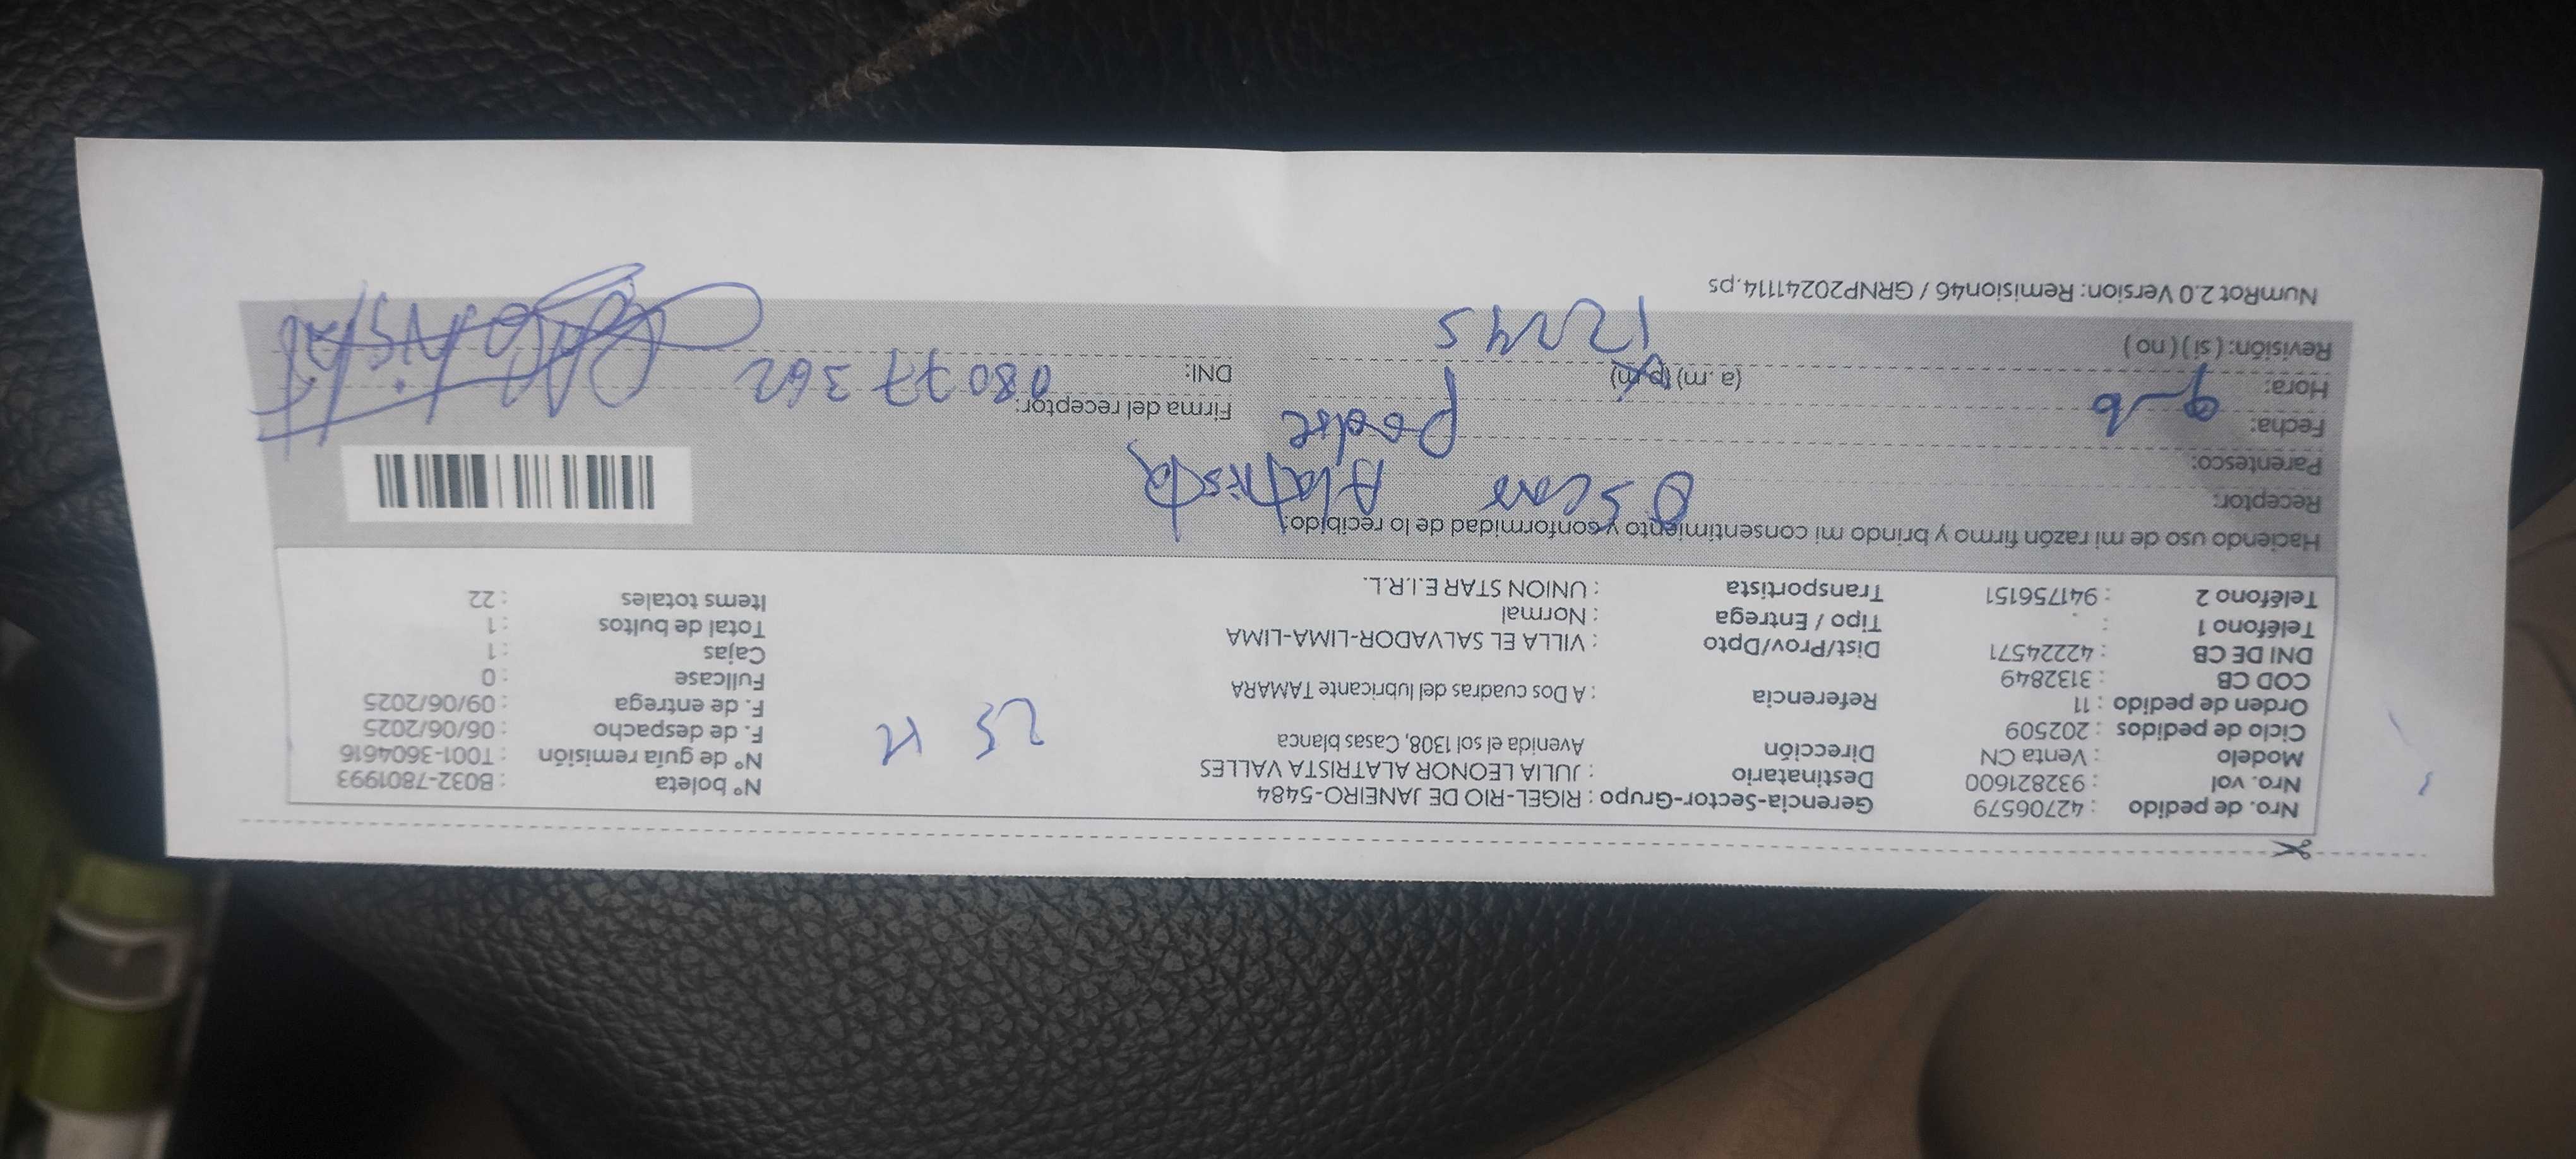 Nro. de pedido : 42706579 Gerencia-Sector-Grupo : RIGEL-RIO DE JANEIRO-5484 N° boleta : B032-7801993
Nro. vol : 932821600 Destinatario : JULIA LEONOR ALATRISTA VALLES N° de guía remisión : T001-3604616
Modelo : Venta CN Dirección Avenida el sol 1308, Casas blanca F. de despacho : 06/06/2025
Ciclo de pedidos : 202509 F. de entrega : 09/06/2025
Orden de pedido : 11 Referencia : A Dos cuadras del lubricante TAMARA Fullcase : 0
COD CB : 3132849 Cajas : 1
DNI DE CB : 42224571 Dist/Prov/Dpto : VILLA EL SALVADOR-LIMA-LIMA Total de bultos : 1
Teléfono 1 : . Tipo / Entrega : Normal Items totales : 22
Teléfono 2 : 941756151 Transportista : UNION STAR E.I.R.L.
25 K
Haciendo uso de mi razón firmo y brindo mi consentimiento y conformidad de lo recibido:
Receptor: Oscar Alatrista
Parentesco: Padre
Fecha: 9-6 Firma del receptor:
Hora: (a.m) (p.m) 1245 DNI: 08077362
Revisión: ( si ) ( no )
NumRot 2.0 Version: Remision46 / GRNP20241114.ps